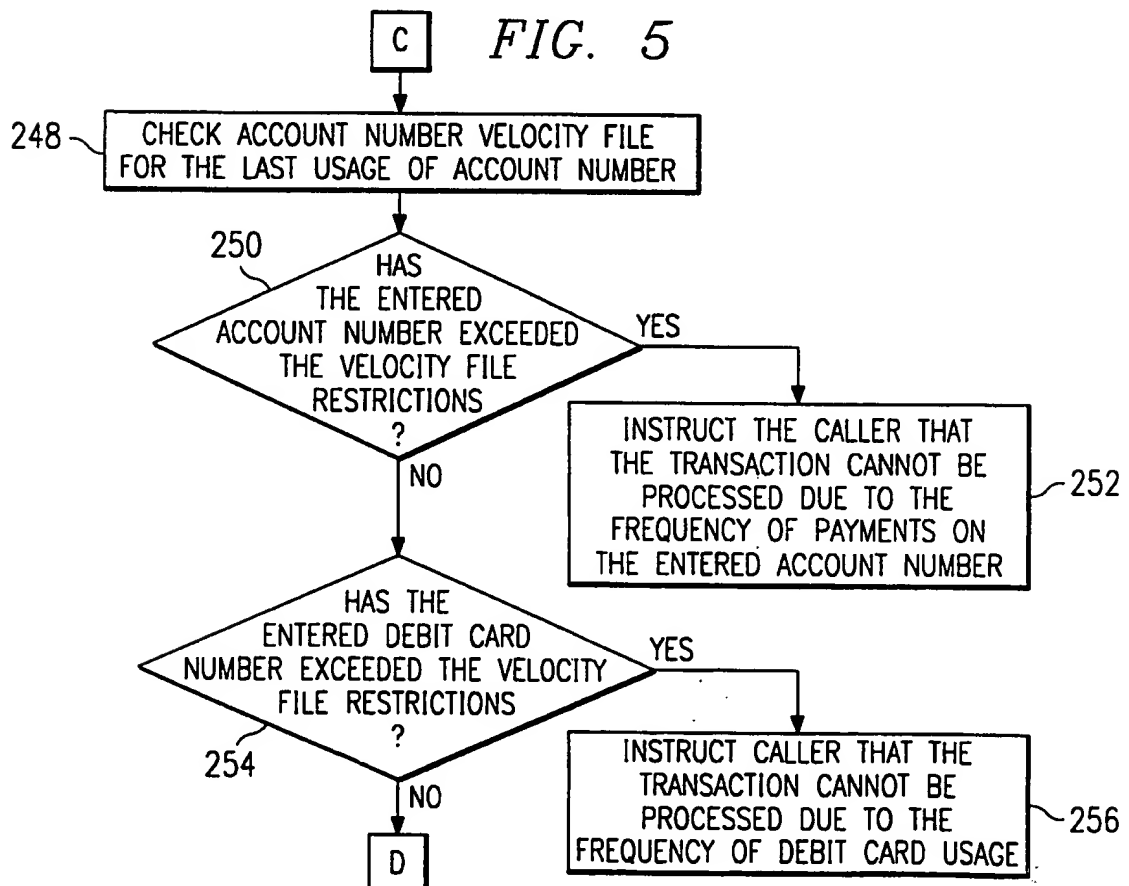 C
FIG. 5
248
CHECK ACCOUNT NUMBER VELOCITY FILE
FOR THE LAST USAGE OF ACCOUNT NUMBER
250
HAS
THE ENTERED
ACCOUNT NUMBER EXCEEDED
THE VELOCITY FILE
RESTRICTIONS
?
YES
NO
INSTRUCT THE CALLER THAT
THE TRANSACTION CANNOT BE
PROCESSED DUE TO THE
FREQUENCY OF PAYMENTS ON
THE ENTERED ACCOUNT NUMBER
252
HAS THE
ENTERED DEBIT CARD
NUMBER EXCEEDED THE VELOCITY
FILE RESTRICTIONS
?
254
YES
NO
INSTRUCT CALLER THAT THE
TRANSACTION CANNOT BE
PROCESSED DUE TO THE
FREQUENCY OF DEBIT CARD USAGE
256
D